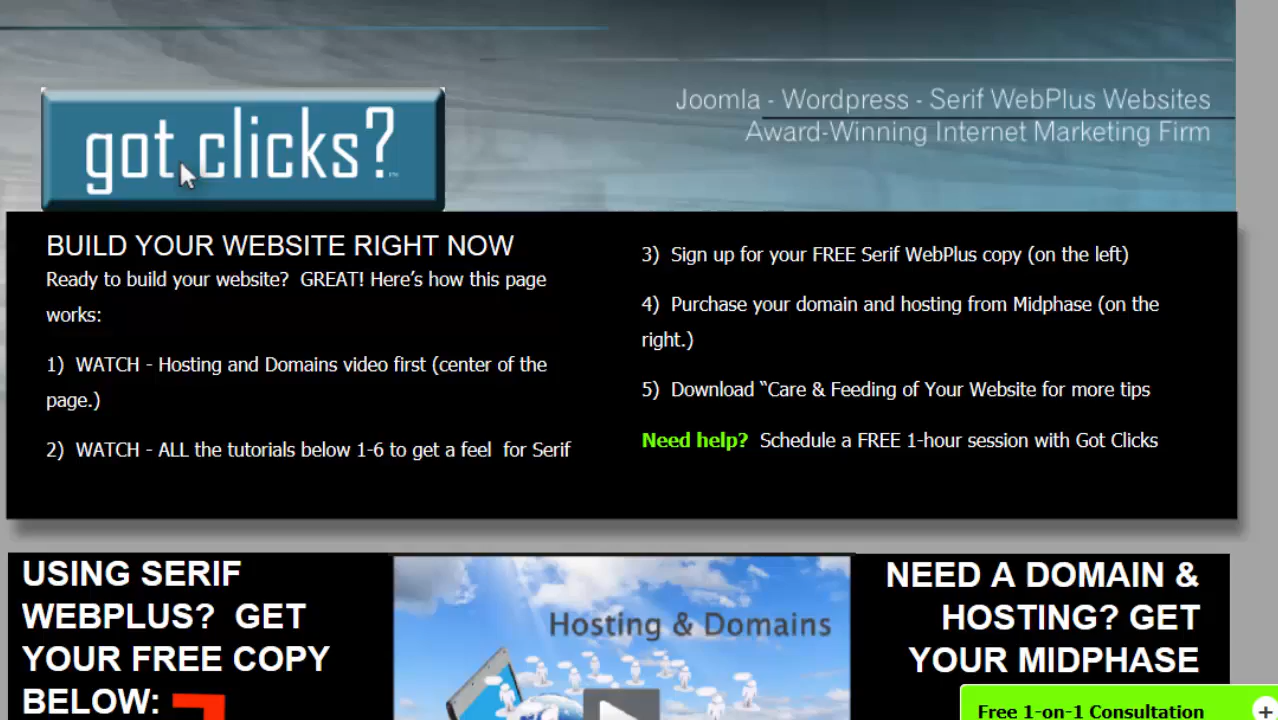 got clicks?
Joomla - Wordpress - Serif WebPlus Websites
Award-Winning Internet Marketing Firm
BUILD YOUR WEBSITE RIGHT NOW
Ready to build your website?  GREAT! Here's how this page
works:
1)  WATCH - Hosting and Domains video first (center of the
page.)
2)  WATCH - ALL the tutorials below 1-6 to get a feel  for Serif
3)  Sign up for your FREE Serif WebPlus copy (on the left)
4)  Purchase your domain and hosting from Midphase (on the
right.)
5)  Download “Care & Feeding of Your Website for more tips
Need help?  Schedule a FREE 1-hour session with Got Clicks
USING SERIF
WEBPLUS?  GET
YOUR FREE COPY
BELOW:
Hosting & Domains
NEED A DOMAIN &
HOSTING? GET
YOUR MIDPHASE
Free 1-on-1 Consultation +